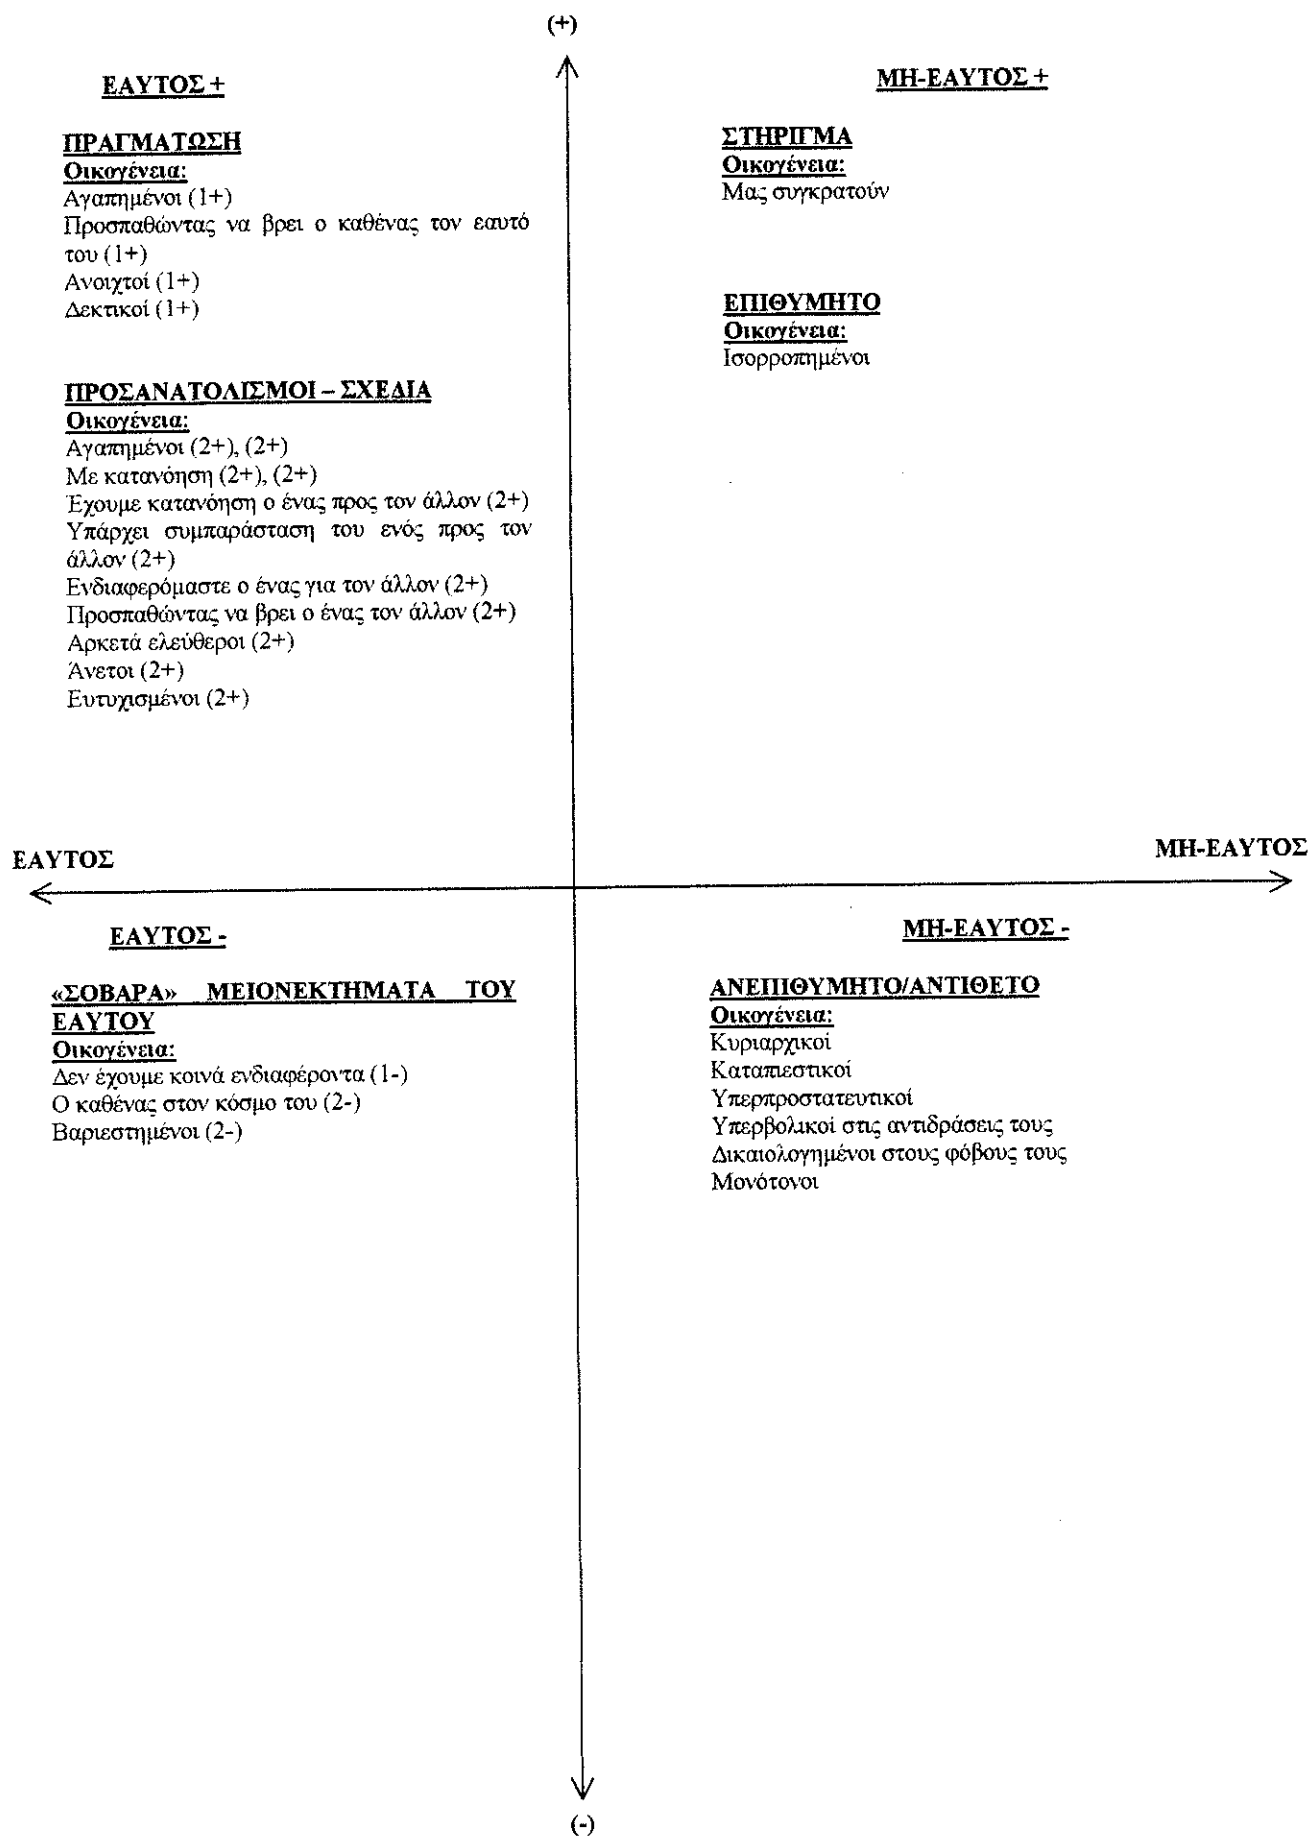 (+)
ΕΑΥΤΟΣ +
ΠΡΑΓΜΑΤΩΣΗ
Οικογένεια:
Αγαπημένοι (1+)
Προσπαθώντας να βρει ο καθένας τον εαυτό
του (1+)
Ανοιχτοί (1+)
Δεκτικοί (1+)
ΠΡΟΣΑΝΑΤΟΛΙΣΜΟΙ – ΣΧΕΔΙΑ
Οικογένεια:
Αγαπημένοι (2+), (2+)
Με κατανόηση (2+), (2+)
Έχουμε κατανόηση ο ένας προς τον άλλον (2+)
Υπάρχει συμπαράσταση του ενός προς τον
άλλον (2+)
Ενδιαφερόμαστε ο ένας για τον άλλον (2+)
Προσπαθώντας να βρει ο ένας τον άλλον (2+)
Αρκετά ελεύθεροι (2+)
Άνετοι (2+)
Ευτυχισμένοι (2+)
ΜΗ-ΕΑΥΤΟΣ +
ΣΤΗΡΙΓΜΑ
Οικογένεια:
Μας συγκρατούν
ΕΠΙΘΥΜΗΤΟ
Οικογένεια:
Ισορροπημένοι
ΕΑΥΤΟΣ
ΜΗ-ΕΑΥΤΟΣ
ΕΑΥΤΟΣ -
«ΣΟΒΑΡΑ» ΜΕΙΟΝΕΚΤΗΜΑΤΑ ΤΟΥ
ΕΑΥΤΟΥ
Οικογένεια:
Δεν έχουμε κοινά ενδιαφέροντα (1-)
Ο καθένας στον κόσμο του (2-)
Βαριεστημένοι (2-)
ΜΗ-ΕΑΥΤΟΣ -
ΑΝΕΠΙΘΥΜΗΤΟ/ΑΝΤΙΘΕΤΟ
Οικογένεια:
Κυριαρχικοί
Καταπιεστικοί
Υπερπροστατευτικοί
Υπερβολικοί στις αντιδράσεις τους
Δικαιολογημένοι στους φόβους τους
Μονότονοι
(-)